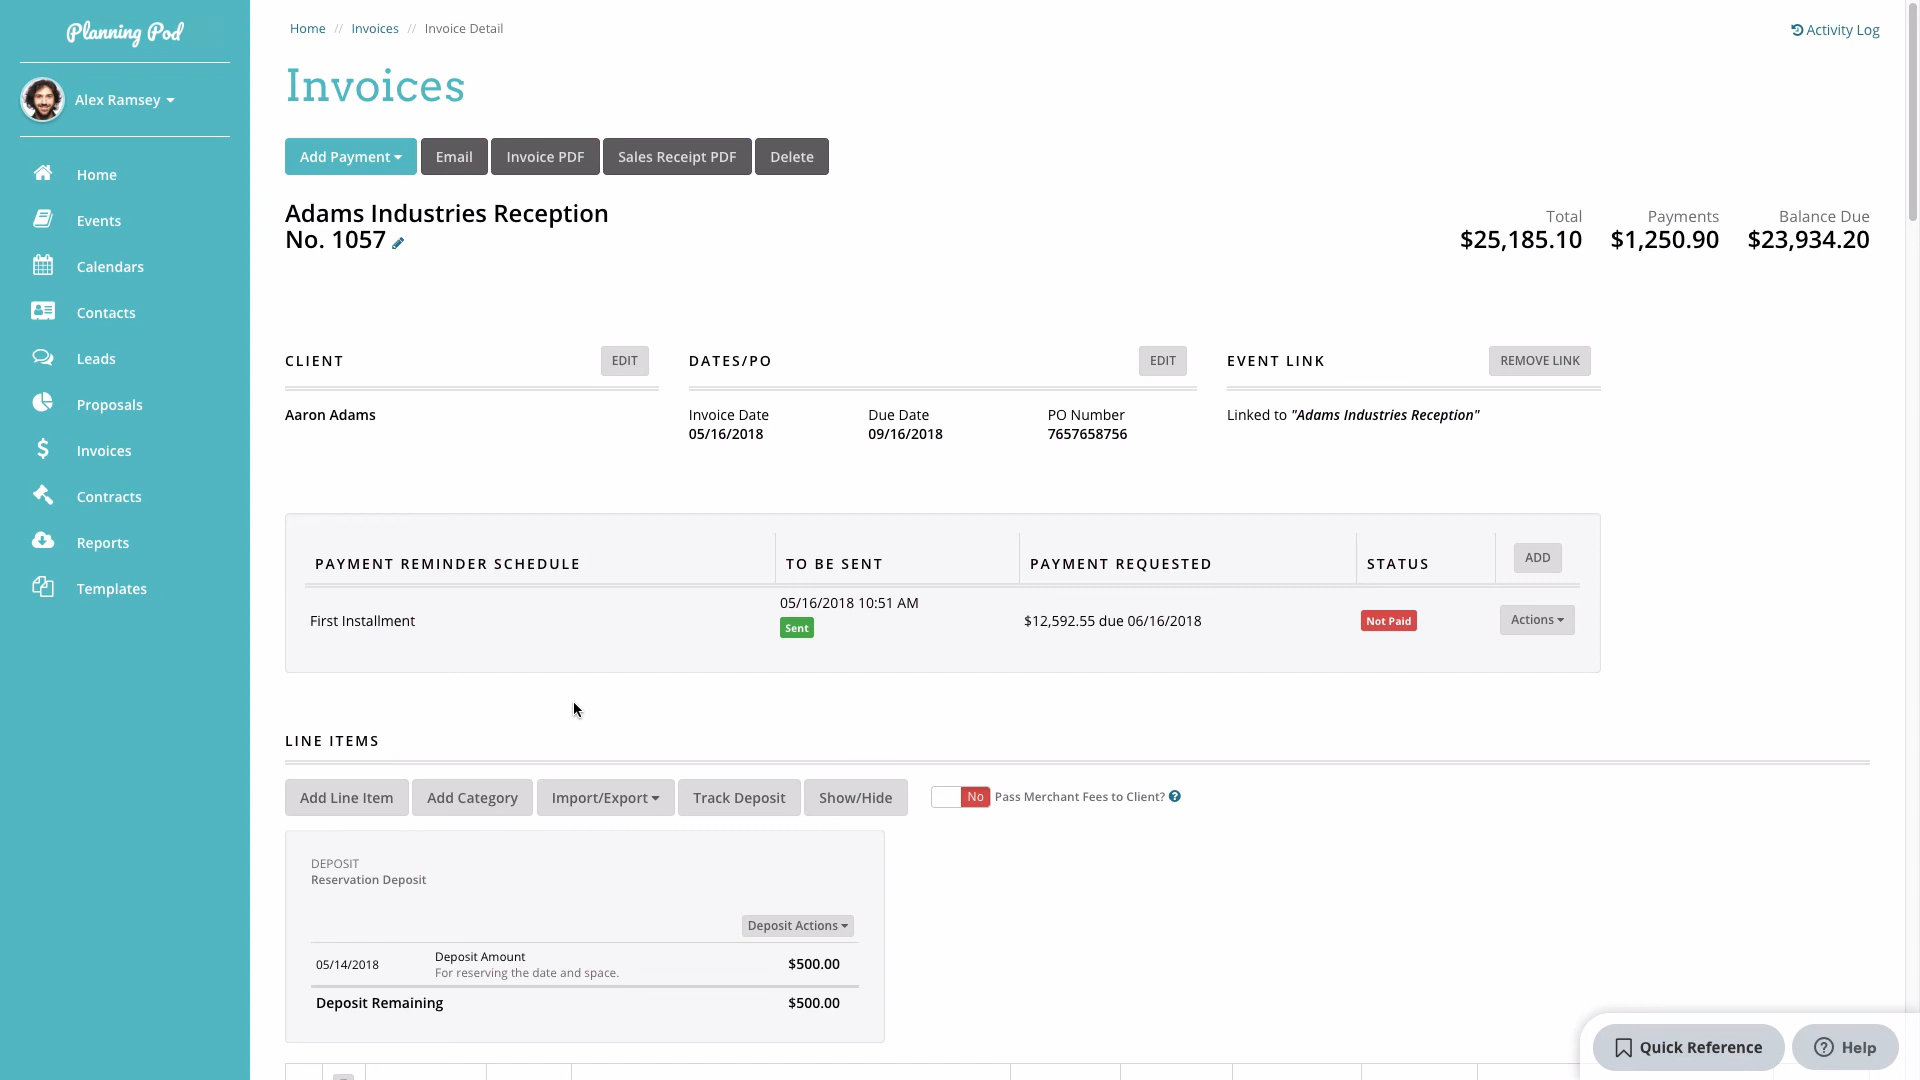 Planning Pod
Alex Ramsey
Home
Events
Calendars
Contacts
Leads
Proposals
Invoices
Contracts
Reports
Templates
Home // Invoices // Invoice Detail
Activity Log
Invoices
Add Payment Email Invoice PDF Sales Receipt PDF Delete
Adams Industries Reception
No. 1057
Total Payments Balance Due
$25,185.10 $1,250.90 $23,934.20
CLIENT EDIT DATES/PO EDIT EVENT LINK REMOVE LINK
Aaron Adams Invoice Date Due Date PO Number Linked to "Adams Industries Reception"
05/16/2018 09/16/2018 7657658756
PAYMENT REMINDER SCHEDULE TO BE SENT PAYMENT REQUESTED STATUS ADD
First Installment 05/16/2018 10:51 AM $12,592.55 due 06/16/2018 Not Paid Actions
Sent
LINE ITEMS
Add Line Item Add Category Import/Export Track Deposit Show/Hide No Pass Merchant Fees to Client? ?
DEPOSIT
Reservation Deposit
Deposit Actions
05/14/2018 Deposit Amount $500.00
For reserving the date and space.
Deposit Remaining $500.00
Quick Reference ? Help